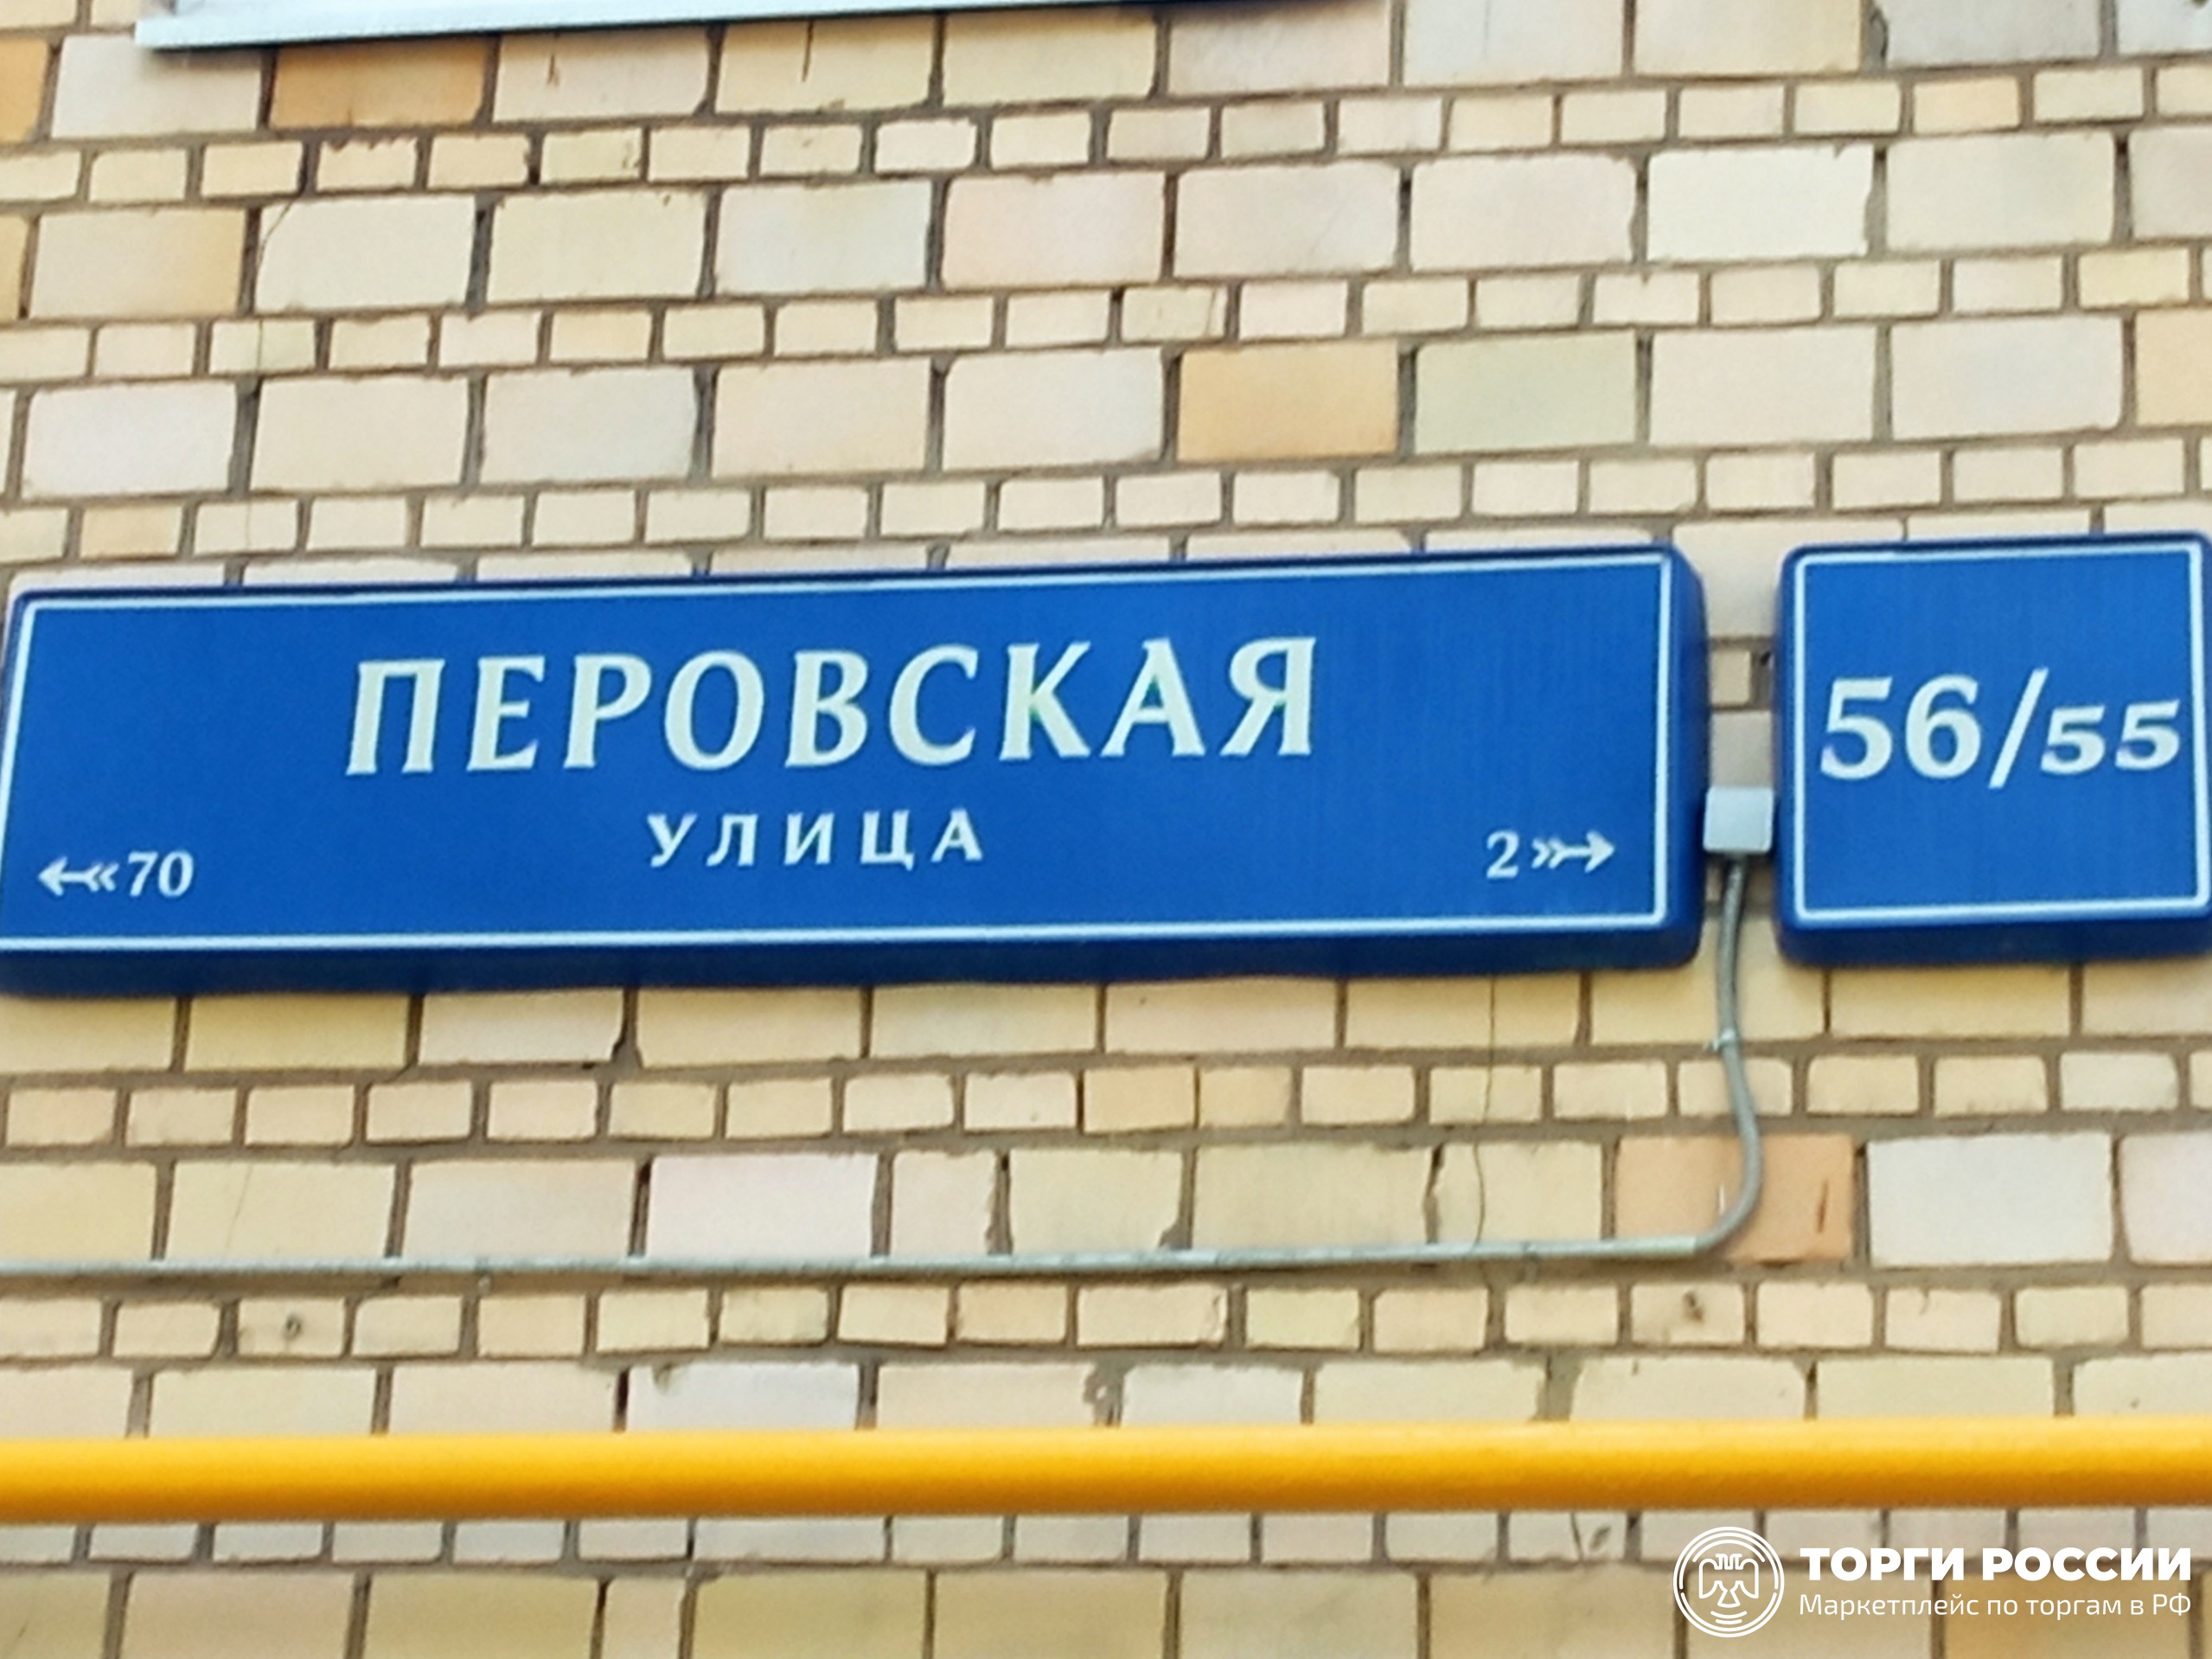 ПЕРОВСКАЯ
УЛИЦА
70
2
56/55
ТОРГИ РОССИИ
Маркетплейс по торгам в РФ